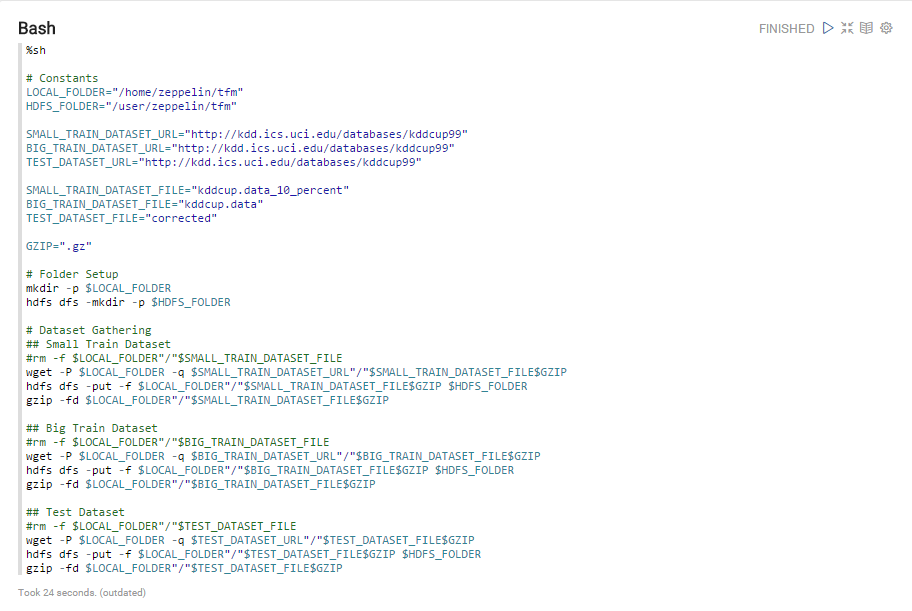 Bash
FINISHED
%sh
# Constants
LOCAL_FOLDER="/home/zeppelin/tfm"
HDFS_FOLDER="/user/zeppelin/tfm"
SMALL_TRAIN_DATASET_URL="http://kdd.ics.uci.edu/databases/kddcup99"
BIG_TRAIN_DATASET_URL="http://kdd.ics.uci.edu/databases/kddcup99"
TEST_DATASET_URL="http://kdd.ics.uci.edu/databases/kddcup99"
SMALL_TRAIN_DATASET_FILE="kddcup.data_10_percent"
BIG_TRAIN_DATASET_FILE="kddcup.data"
TEST_DATASET_FILE="corrected"
GZIP=".gz"
# Folder Setup
mkdir -p $LOCAL_FOLDER
hdfs dfs -mkdir -p $HDFS_FOLDER
# Dataset Gathering
## Small Train Dataset
#rm -f $LOCAL_FOLDER"/"$SMALL_TRAIN_DATASET_FILE
wget -P $LOCAL_FOLDER -q $SMALL_TRAIN_DATASET_URL"/"$SMALL_TRAIN_DATASET_FILE$GZIP
hdfs dfs -put -f $LOCAL_FOLDER"/"$SMALL_TRAIN_DATASET_FILE$GZIP $HDFS_FOLDER
gzip -fd $LOCAL_FOLDER"/"$SMALL_TRAIN_DATASET_FILE$GZIP
## Big Train Dataset
#rm -f $LOCAL_FOLDER"/"$BIG_TRAIN_DATASET_FILE
wget -P $LOCAL_FOLDER -q $BIG_TRAIN_DATASET_URL"/"$BIG_TRAIN_DATASET_FILE$GZIP
hdfs dfs -put -f $LOCAL_FOLDER"/"$BIG_TRAIN_DATASET_FILE$GZIP $HDFS_FOLDER
gzip -fd $LOCAL_FOLDER"/"$BIG_TRAIN_DATASET_FILE$GZIP
## Test Dataset
#rm -f $LOCAL_FOLDER"/"$TEST_DATASET_FILE
wget -P $LOCAL_FOLDER -q $TEST_DATASET_URL"/"$TEST_DATASET_FILE$GZIP
hdfs dfs -put -f $LOCAL_FOLDER"/"$TEST_DATASET_FILE$GZIP $HDFS_FOLDER
gzip -fd $LOCAL_FOLDER"/"$TEST_DATASET_FILE$GZIP
Took 24 seconds. (outdated)